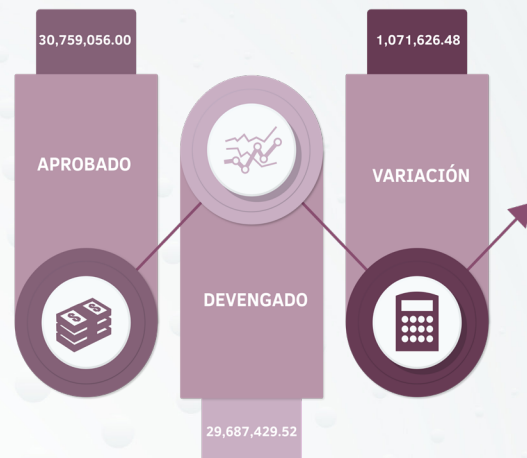 30,759,056.00
APROBADO
DEVENGADO
29,687,429.52
1,071,626.48
VARIACIÓN